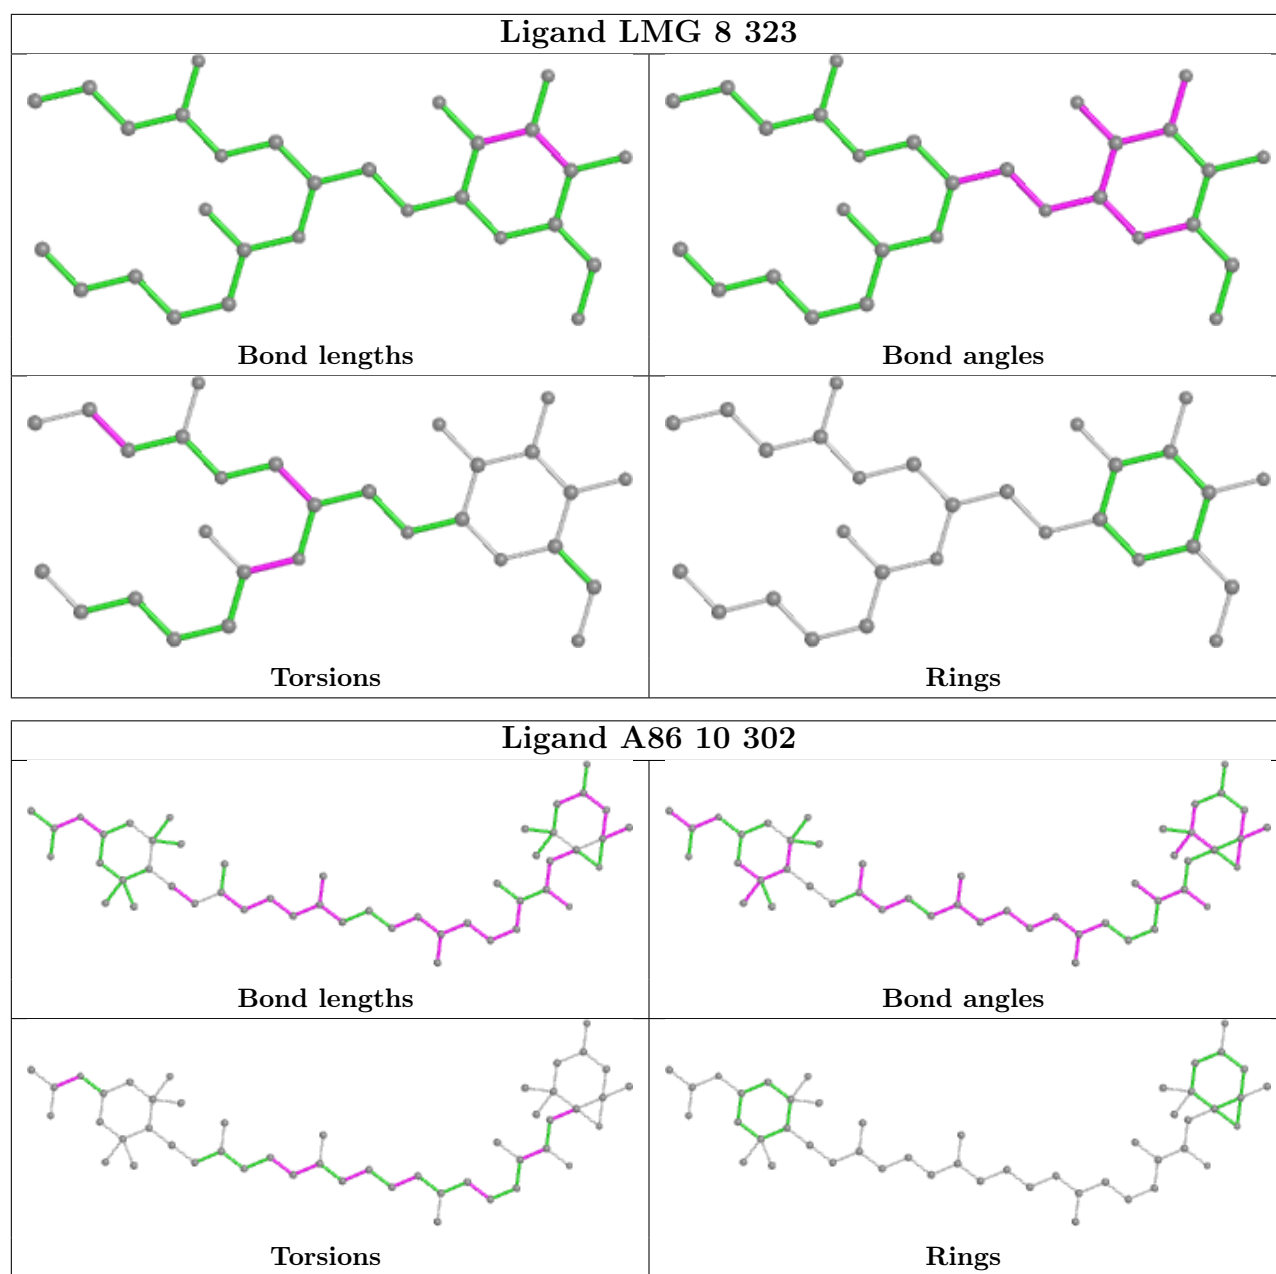 Ligand LMG 8 323
Bond lengths
Bond angles
Torsions
Rings
Ligand A86 10 302
Bond lengths
Bond angles
Torsions
Rings